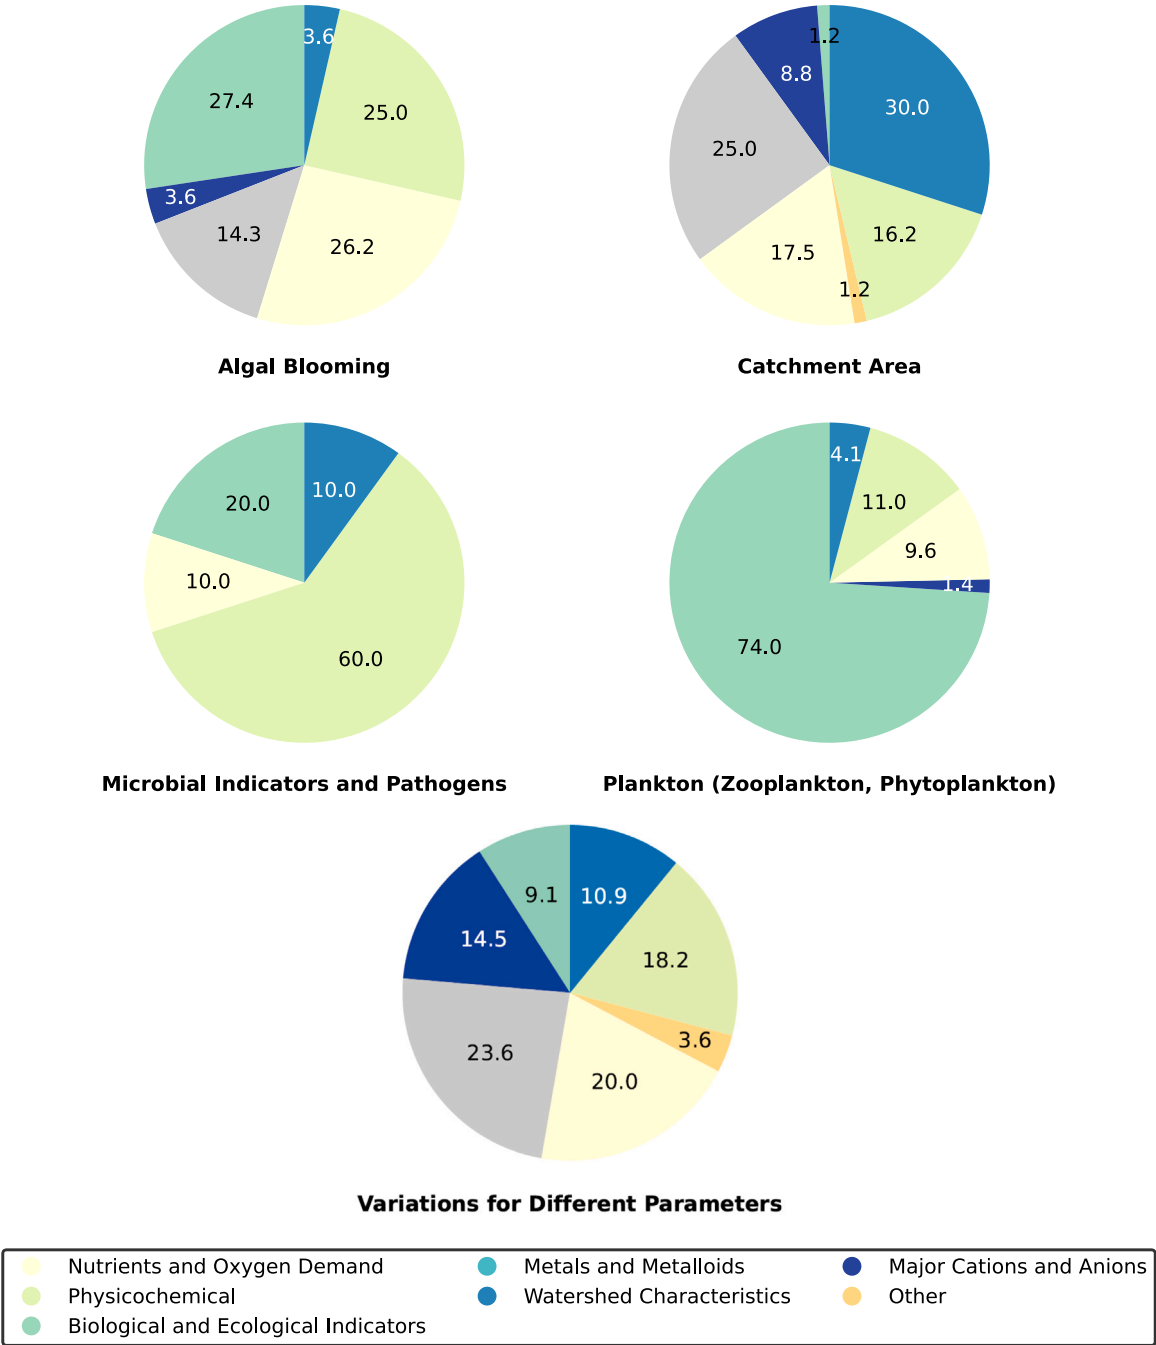 3.6
25.0
26.2
14.3
3.6
27.4
Algal Blooming
1.2
30.0
16.2
1.2
17.5
25.0
8.8
Catchment Area
10.0
60.0
10.0
20.0
Microbial Indicators and Pathogens
4.1
11.0
9.6
1.4
74.0
Plankton (Zooplankton, Phytoplankton)
10.9
18.2
3.6
20.0
23.6
14.5
9.1
Variations for Different Parameters
Nutrients and Oxygen Demand
Physicochemical
Biological and Ecological Indicators
Metals and Metalloids
Watershed Characteristics
Major Cations and Anions
Other